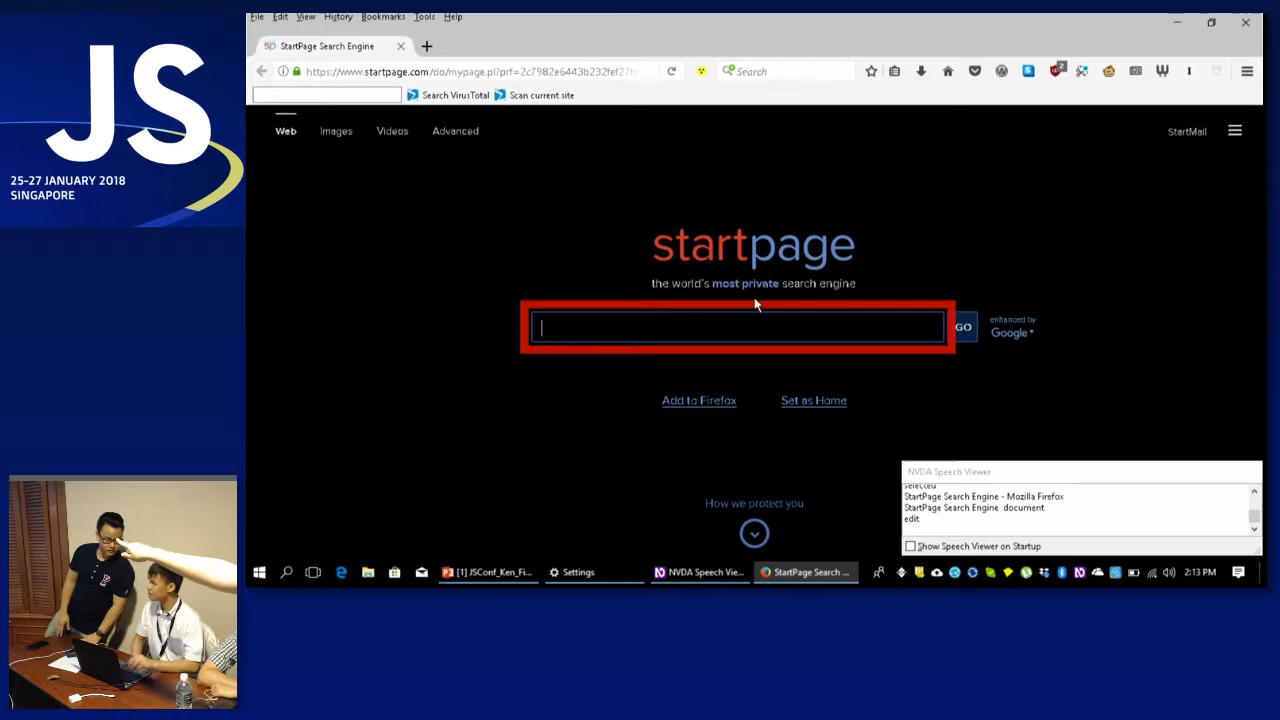 JS
25-27 JANUARY 2018
SINGAPORE
File Edit View History Bookmarks Tools Help
StartPage Search Engine
https://www.startpage.com/do/mypage.pl?prf=2c7982e6443b232fef27f
Search
2
Search VirusTotal Scan current site
Web Images Videos Advanced
StartMail
startpage
the world's most private search engine
GO
enhanced by
Google
Add to Firefox Set as Home
How we protect you
NVDA Speech Viewer
selected
StartPage Search Engine - Mozilla Firefox
StartPage Search Engine document
edit
Show Speech Viewer on Startup
[1] JSConf_Ken_Fi... Settings NVDA Speech Vie... StartPage Search ... 2:13 PM